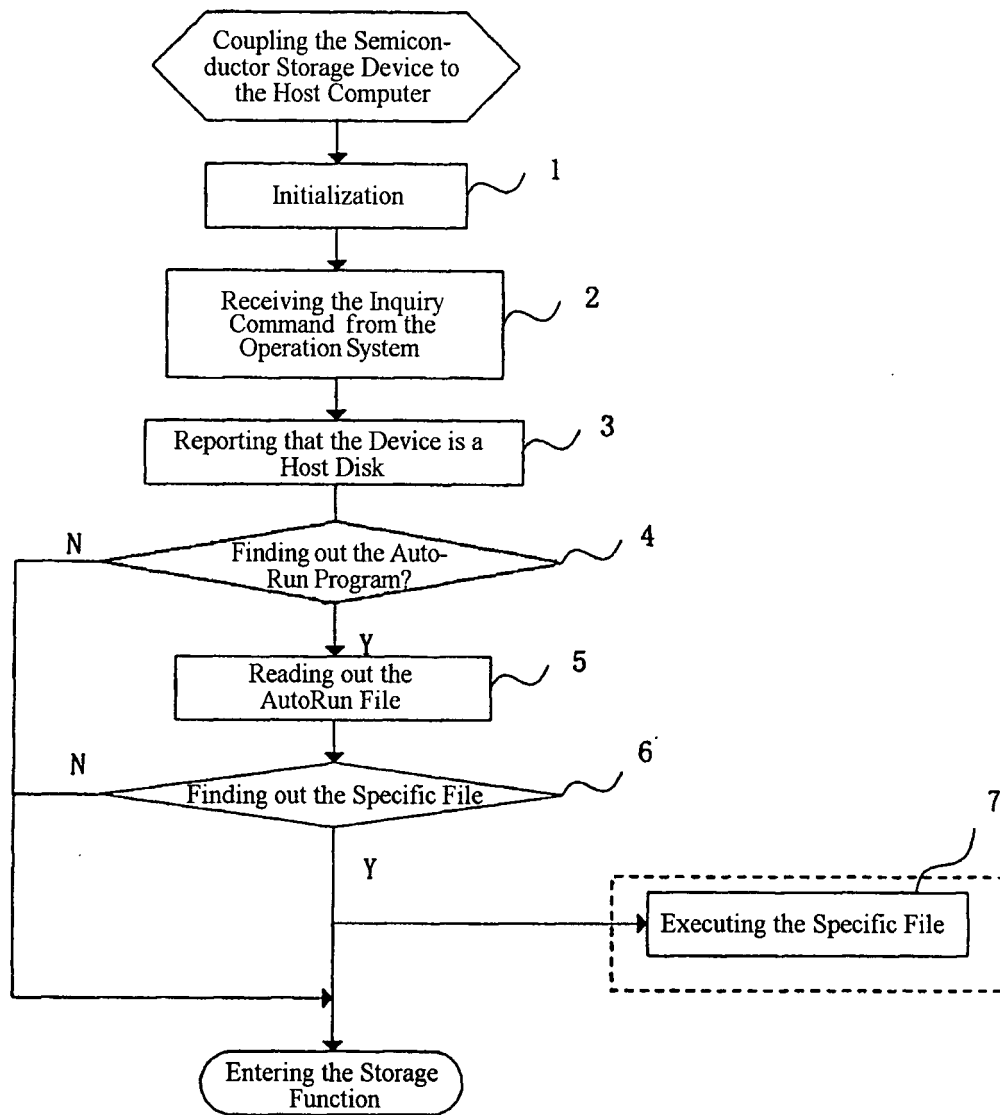 Coupling the Semicon-
ductor Storage Device to
the Host Computer
1
Initialization
2
Receiving the Inquiry
Command from the
Operation System
3
Reporting that the Device is a
Host Disk
4
N
Finding out the Auto-
Run Program?
Y
5
Reading out the
AutoRun File
6
N
Finding out the Specific File
7
Y
Executing the Specific File
Entering the Storage
Function